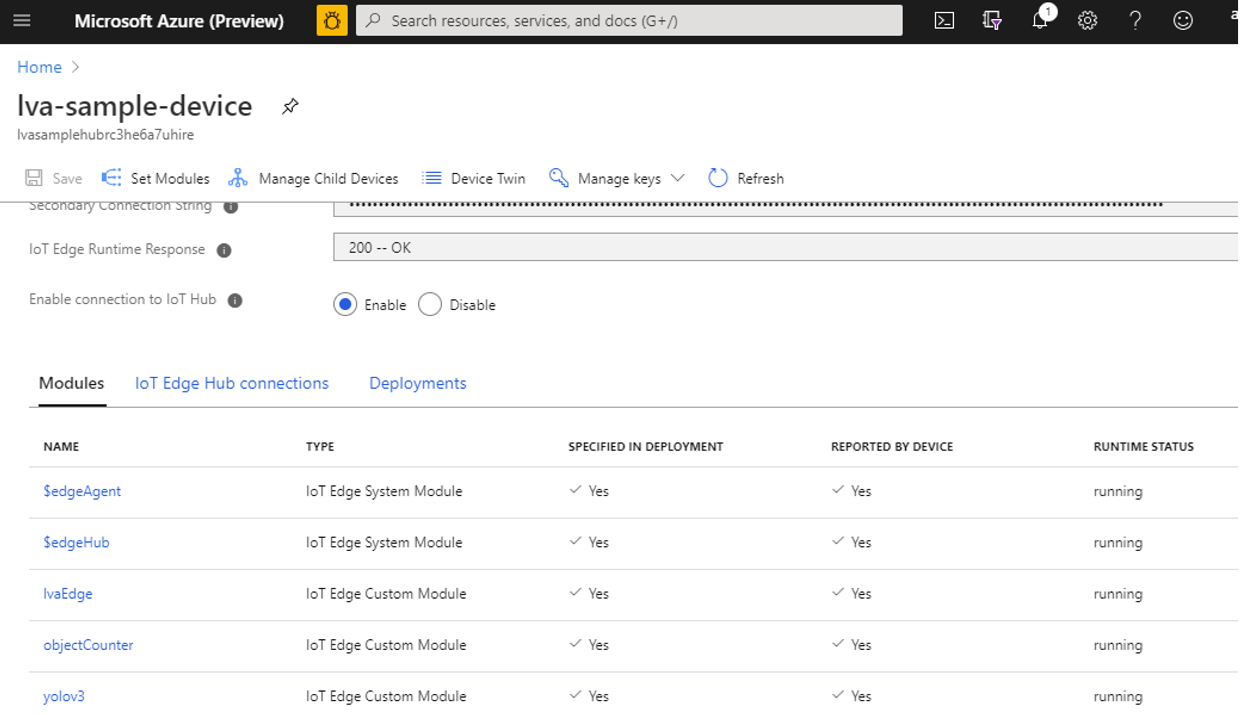 Microsoft Azure (Preview) Search resources, services, and docs (G+/) 1
Home
lva-sample-device
lvasamplehubrc3he6a7uhire
Save Set Modules Manage Child Devices Device Twin Manage keys Refresh
Secondary Connection String
IoT Edge Runtime Response 200 -- OK
Enable connection to IoT Hub Enable Disable
Modules IoT Edge Hub connections Deployments
NAME TYPE SPECIFIED IN DEPLOYMENT REPORTED BY DEVICE RUNTIME STATUS
$edgeAgent IoT Edge System Module Yes Yes running
$edgeHub IoT Edge System Module Yes Yes running
lvaEdge IoT Edge Custom Module Yes Yes running
objectCounter IoT Edge Custom Module Yes Yes running
yolov3 IoT Edge Custom Module Yes Yes running